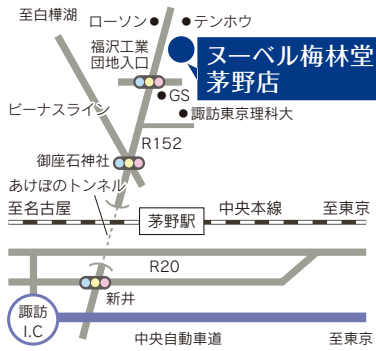 至白樺湖
ローソン
テンホウ
福沢工業
団地入口
ヌーベル梅林堂
茅野店
GS
諏訪東京理科大
ビーナスライン
R152
御座石神社
あけぼのトンネル
至名古屋
茅野駅
中央本線
至東京
R20
新井
諏訪
I.C
中央自動車道
至東京